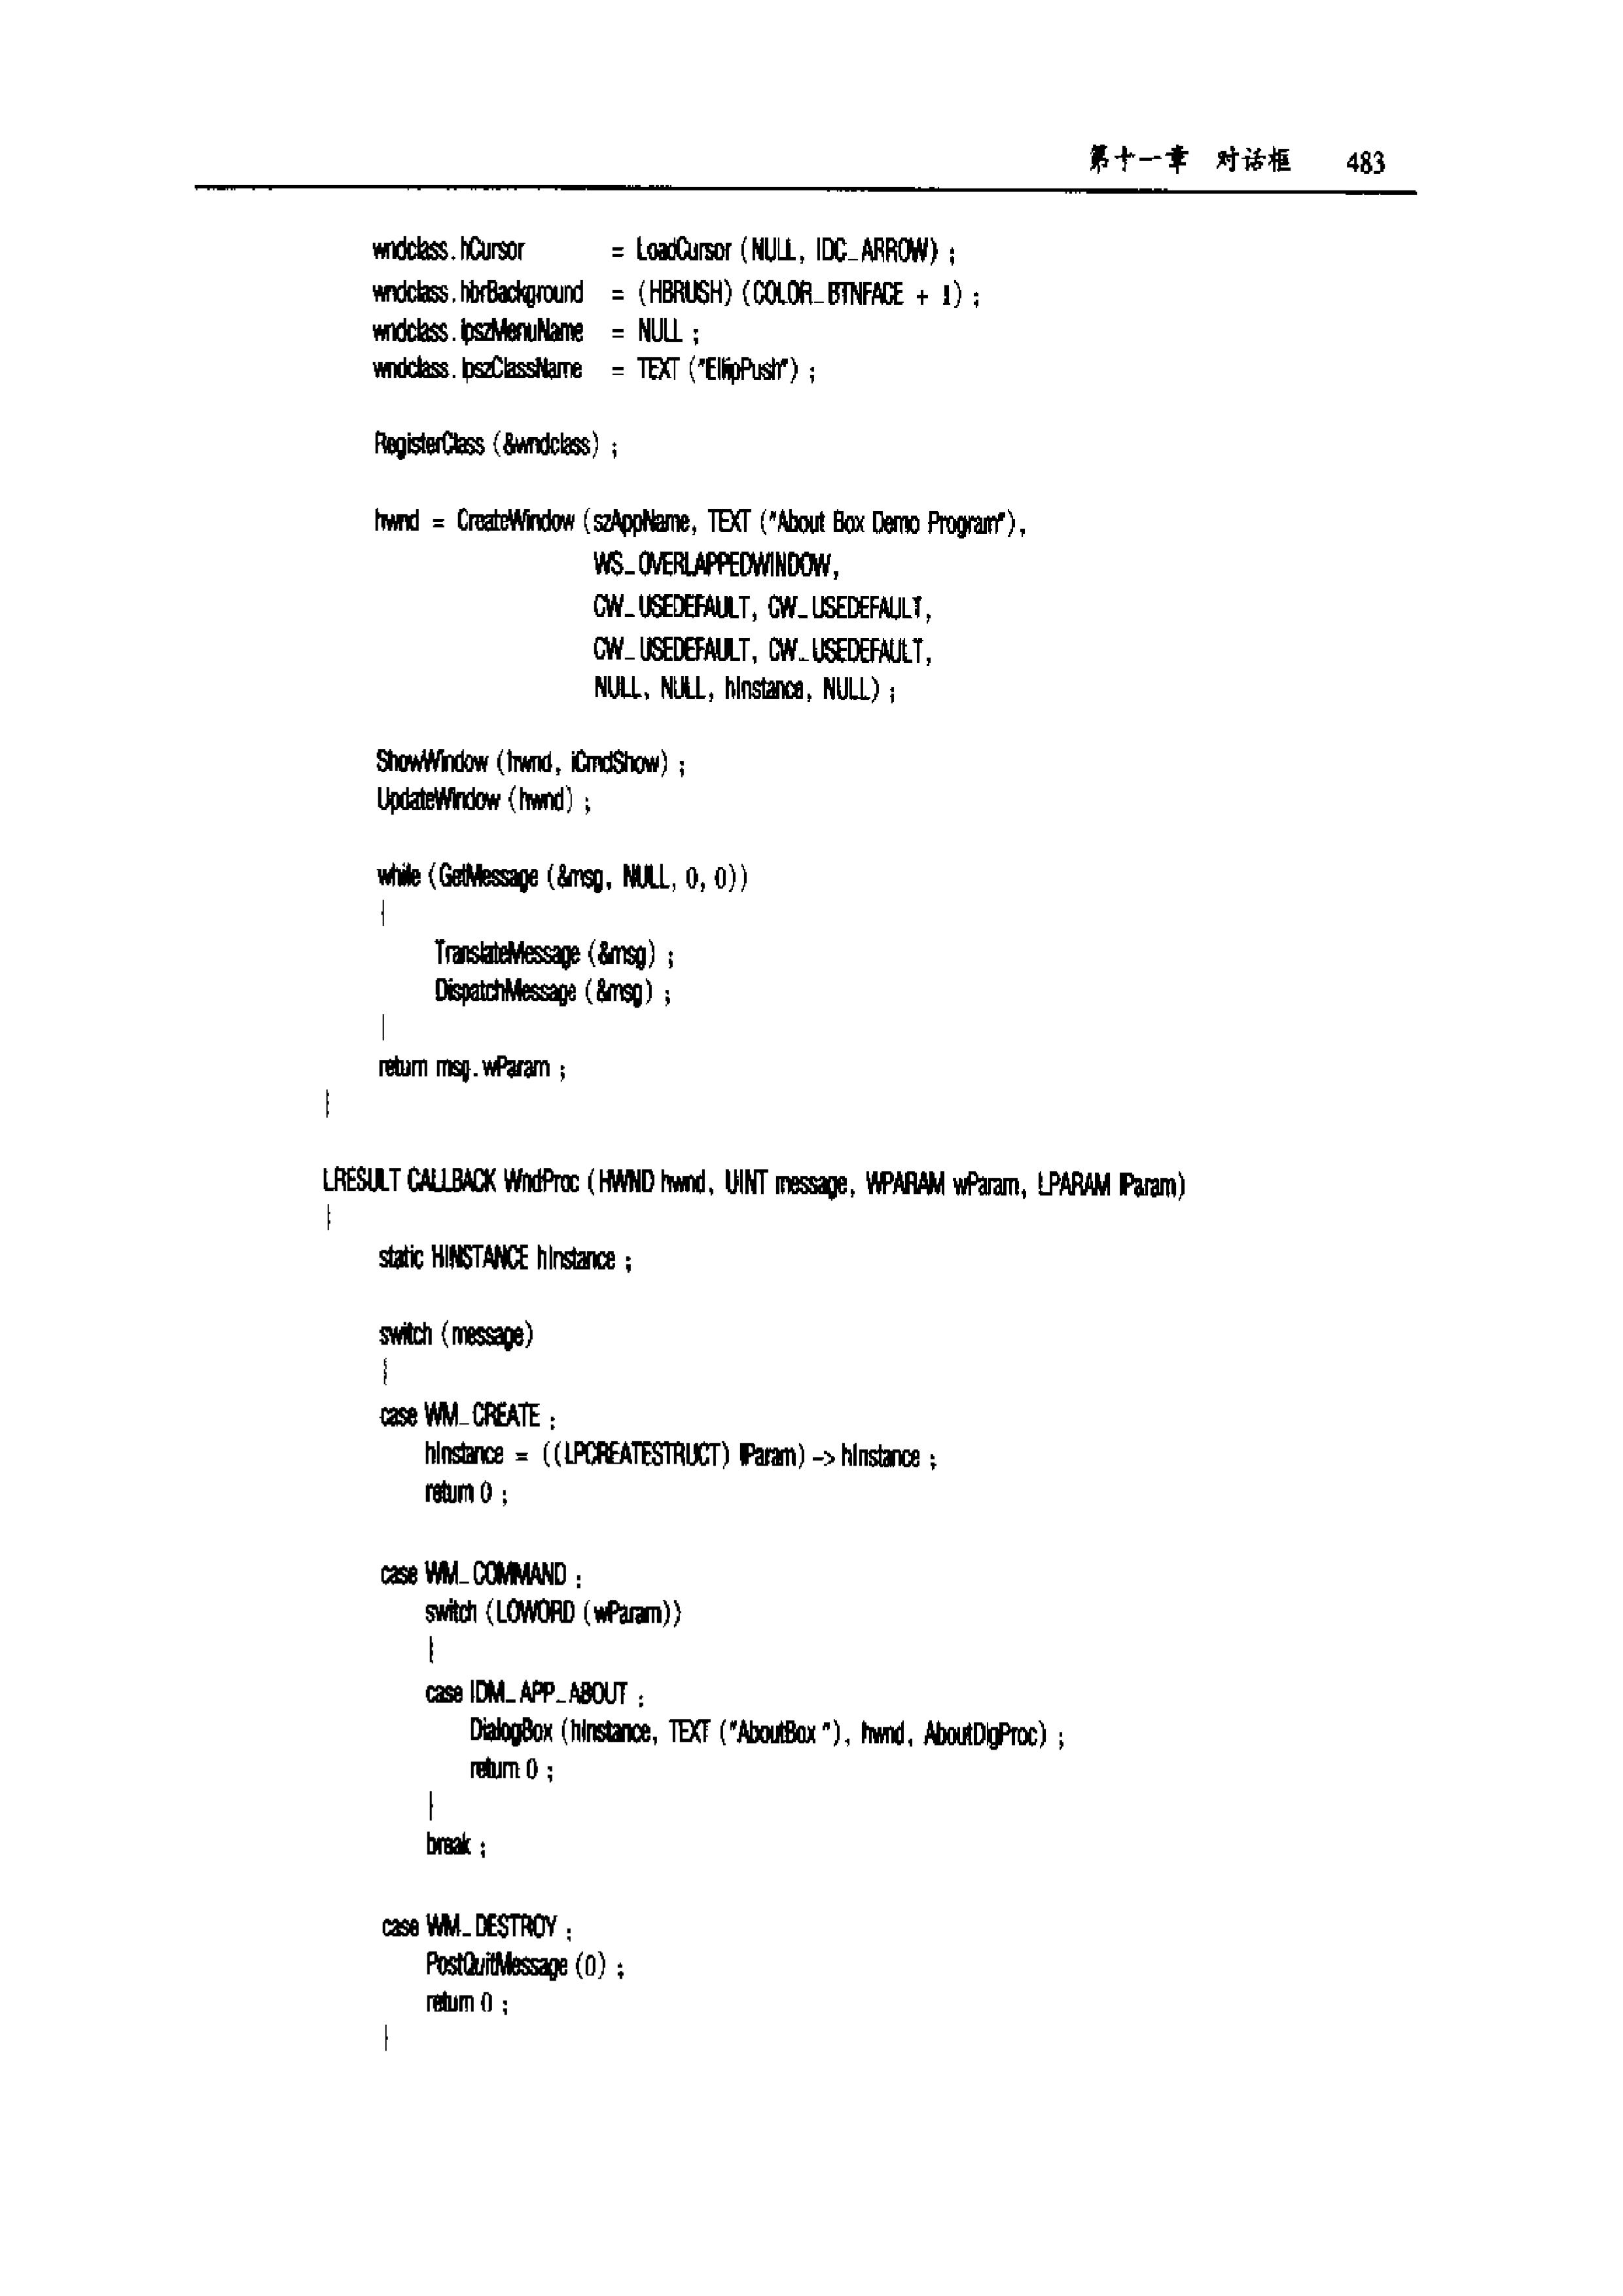 第十一章 对话框 483
wndclass.hCursor = LoadCursor (NULL, IDC_ARROW) ;
wndclass.hbrBackground = (HBRUSH) (COLOR_BTNFACE + 1) ;
wndclass.lpszMenuName = NULL ;
wndclass.lpszClassName = TEXT ("EllipPush") ;
RegisterClass (&wndclass) ;
hwnd = CreateWindow (szAppName, TEXT ("About Box Demo Program"),
WS_OVERLAPPEDWINDOW,
CW_USEDEFAULT, CW_USEDEFAULT,
CW_USEDEFAULT, CW_USEDEFAULT,
NULL, NULL, hInstance, NULL) ;
ShowWindow (hwnd, iCmdShow) ;
UpdateWindow (hwnd) ;
while (GetMessage (&msg, NULL, 0, 0))
{
TranslateMessage (&msg) ;
DispatchMessage (&msg) ;
}
return msg.wParam ;
}
LRESULT CALLBACK WndProc (HWND hwnd, UINT message, WPARAM wParam, LPARAM lParam)
{
static HINSTANCE hInstance ;
switch (message)
{
case WM_CREATE :
hInstance = ((LPCREATESTRUCT) lParam) -> hInstance ;
return 0 ;
case WM_COMMAND :
switch (LOWORD (wParam))
{
case IDM_APP_ABOUT :
DialogBox (hInstance, TEXT ("AboutBox "), hwnd, AboutDlgProc) ;
return 0 ;
}
break ;
case WM_DESTROY :
PostQuitMessage (0) ;
return 0 ;
}